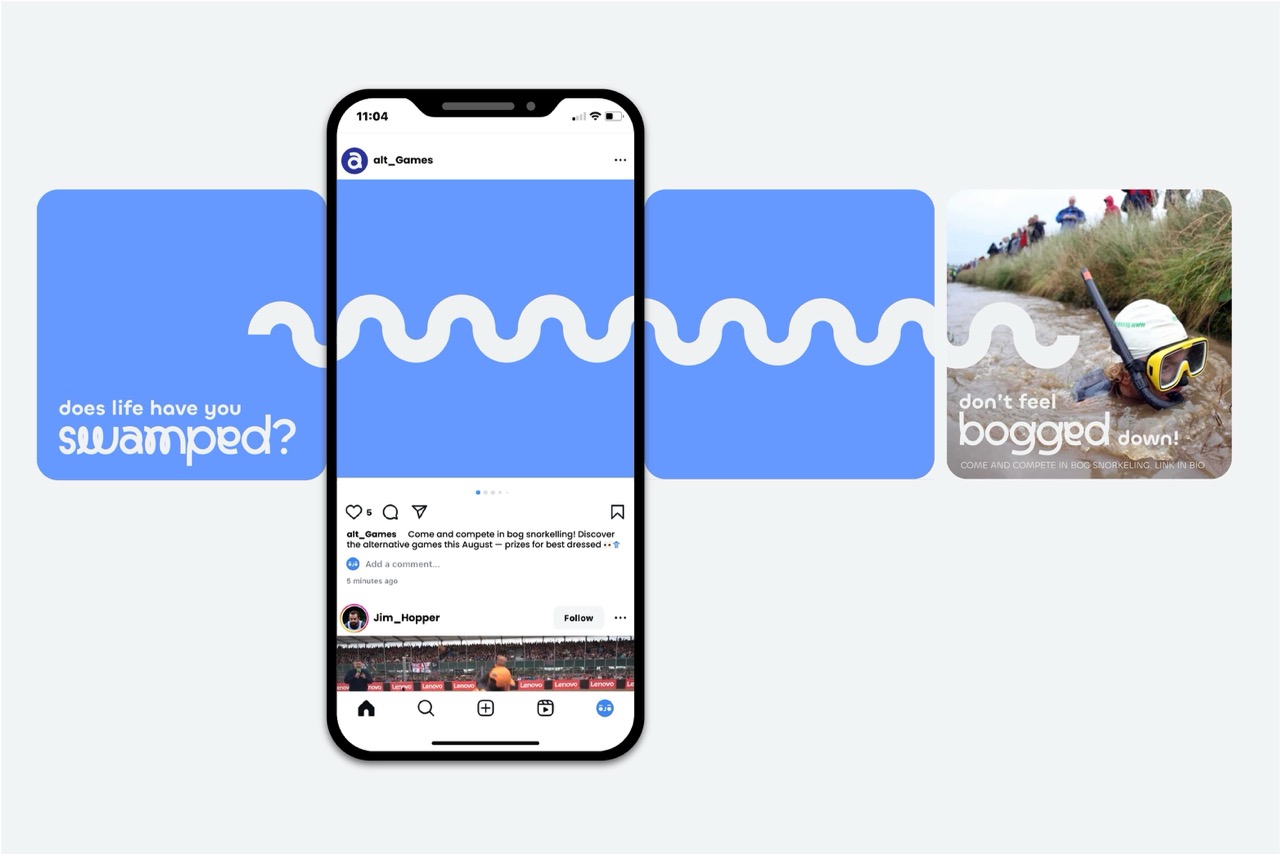 11:04
a alt_Games
does life have you
swamped?
don't feel
bogged down!
COME AND COMPETE IN BOG SNORKELING. LINK IN BIO
5
alt_Games Come and compete in bog snorkelling! Discover
the alternative games this August — prizes for best dressed 👀👕
Add a comment...
5 minutes ago
Jim_Hopper Follow
Lenovo Lenovo Lenovo Lenovo Lenovo Lenovo